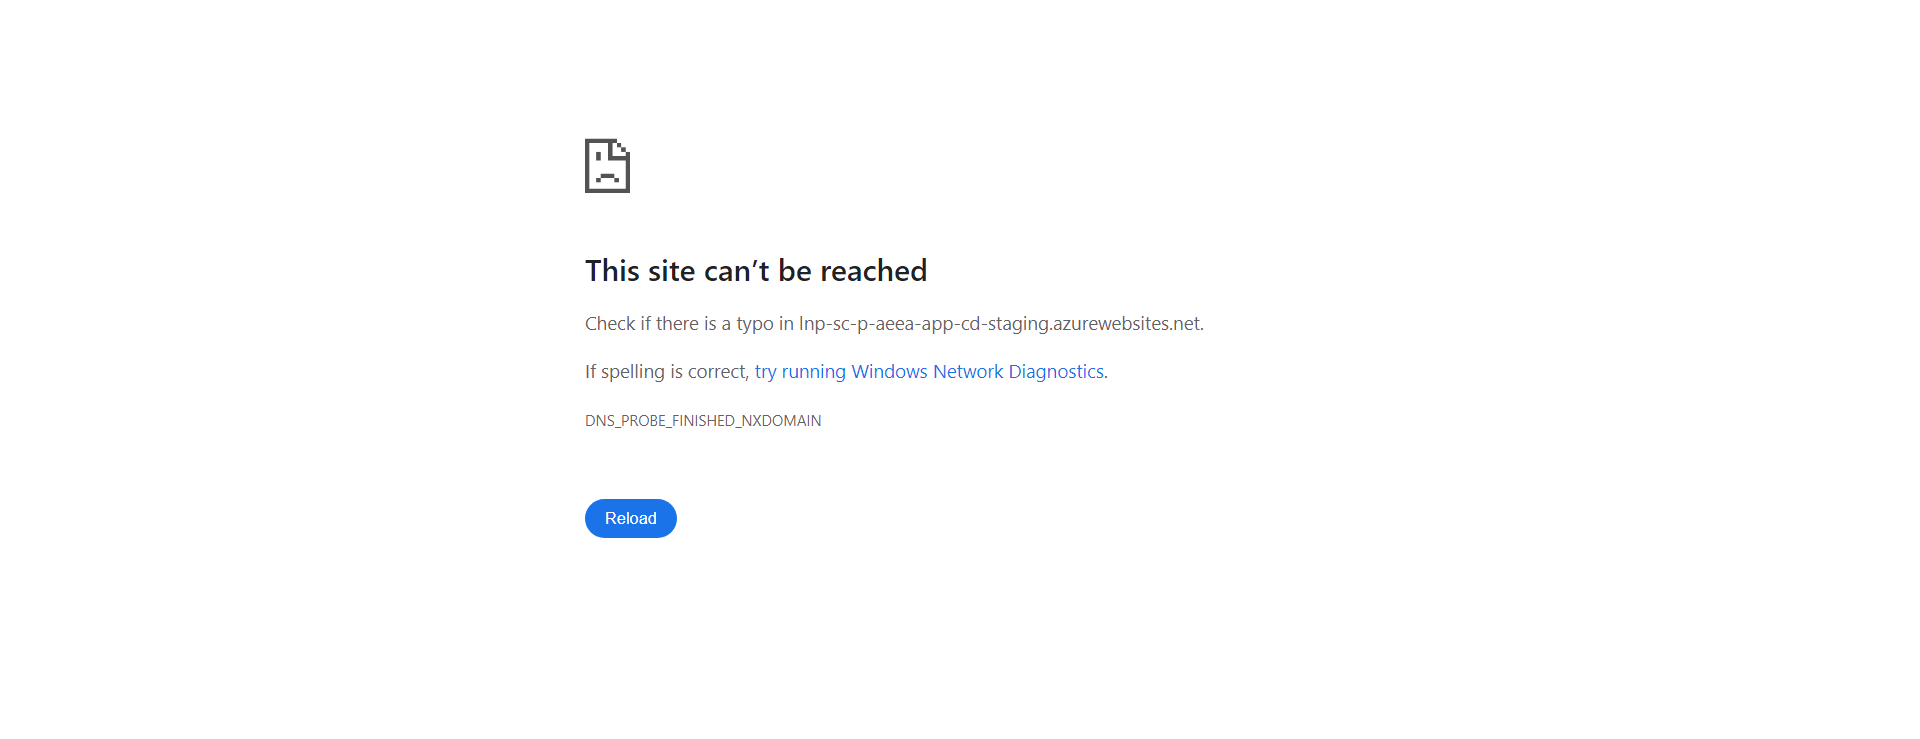 This site can’t be reached
Check if there is a typo in lnp-sc-p-aeea-app-cd-staging.azurewebsites.net.
If spelling is correct, try running Windows Network Diagnostics.
DNS_PROBE_FINISHED_NXDOMAIN
Reload